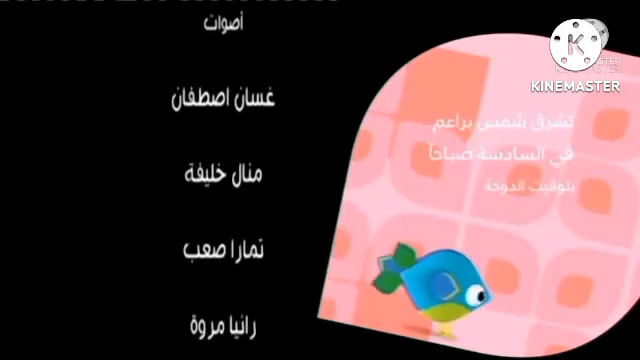 أصوات
غسان اصطفان
منال خليفة
تمارا صعب
رانيا مروة
تشرق شمس براعم
في السادسة صباحاً
بتوقيت الدوحة
KINEMASTER